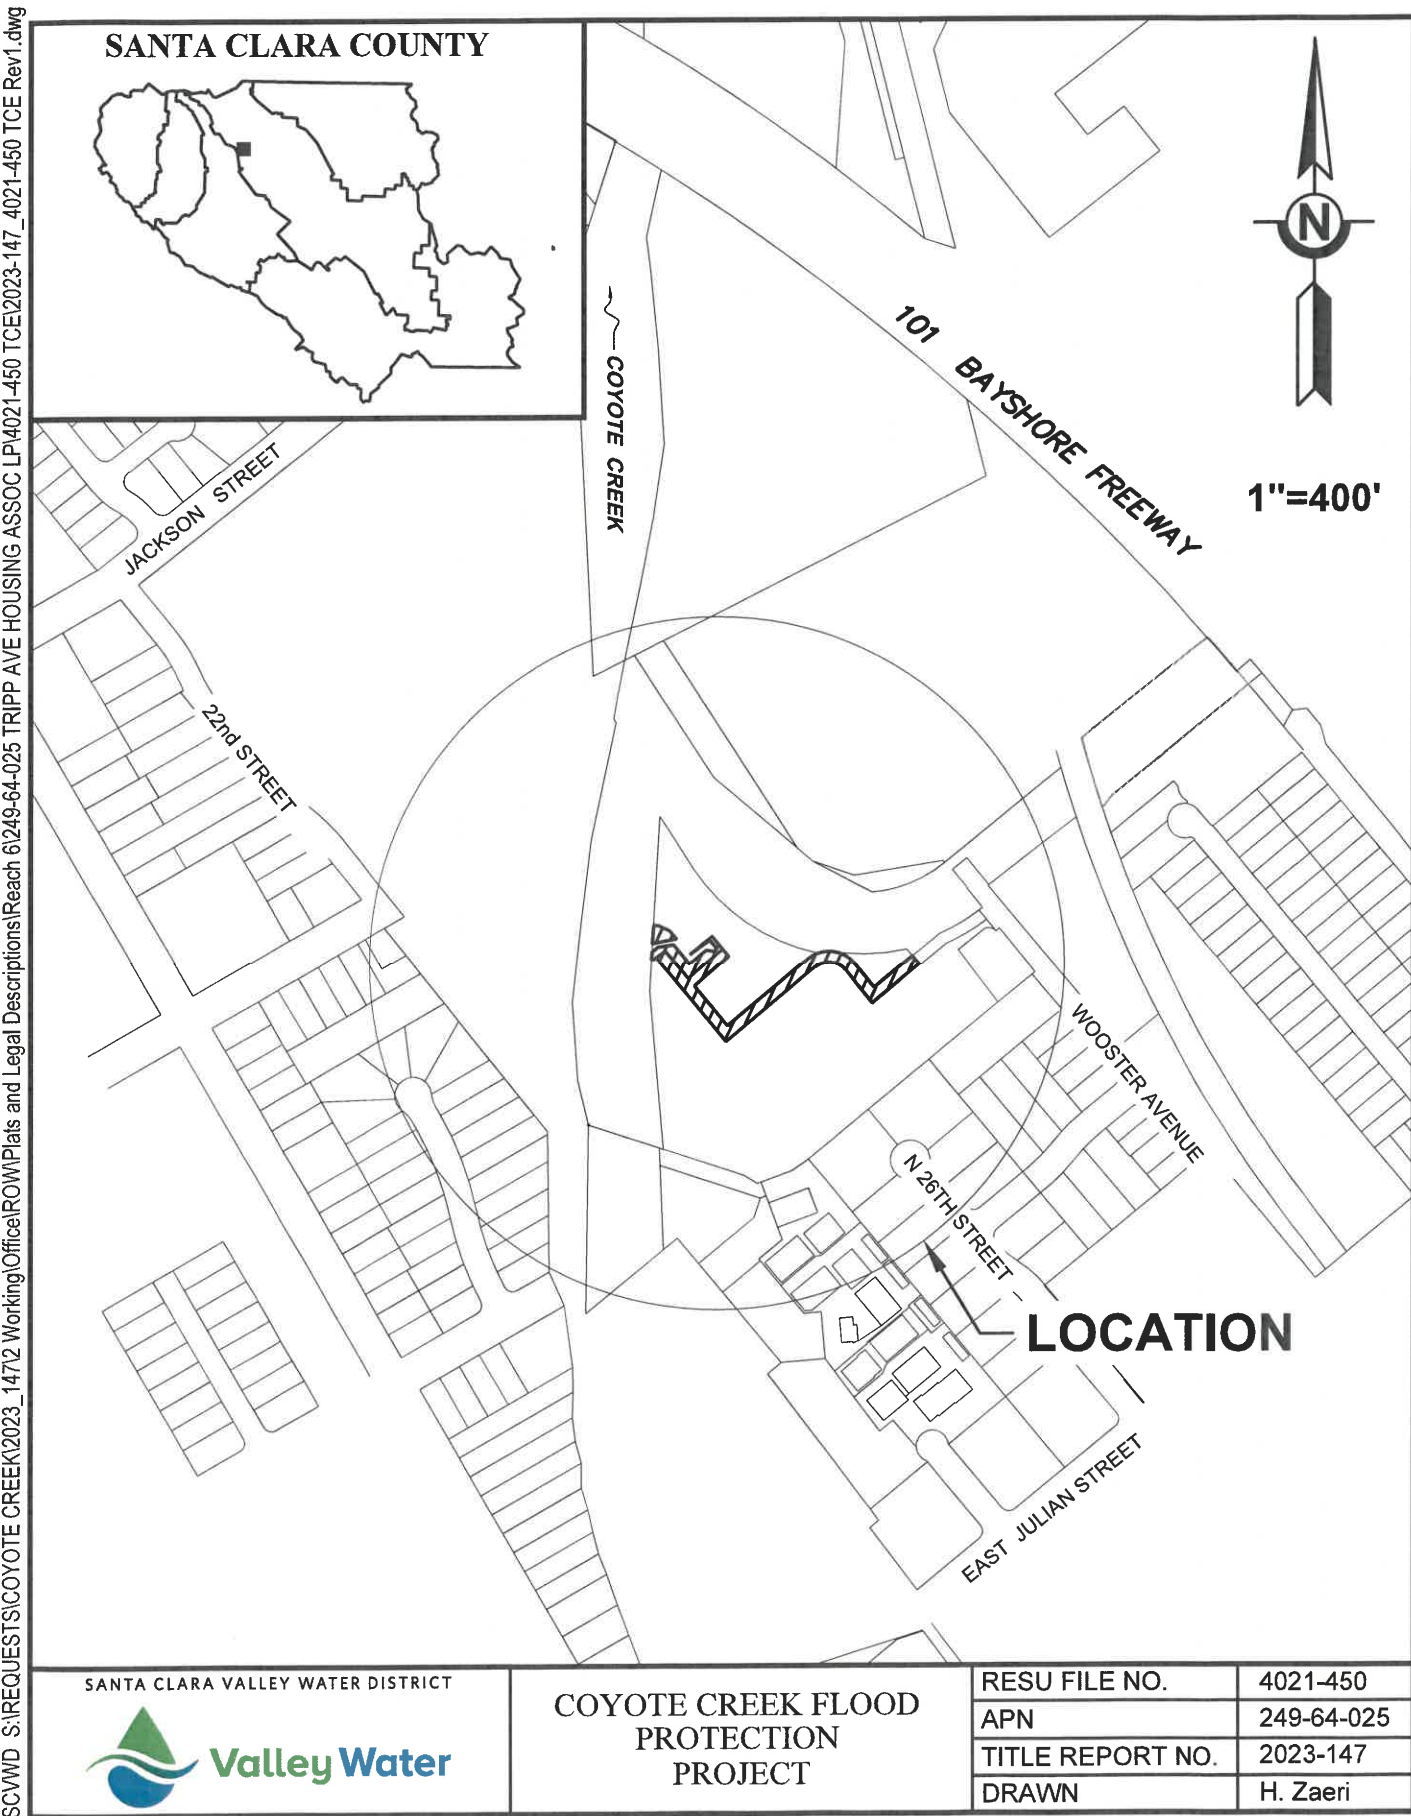 SCVWD S:\REQUESTS\COYOTE CREEK\2023_147\2 Working\Office\ROW\Plats and Legal Descriptions\Reach 6\249-64-025 TRIPP AVE HOUSING ASSOC LP\4021-450 TCE\2023-147_4021-450 TCE Rev1.dwg
SANTA CLARA COUNTY
N
1"=400'
101 BAYSHORE FREEWAY
COYOTE CREEK
JACKSON STREET
22nd STREET
WOOSTER AVENUE
N 26TH STREET
LOCATION
EAST JULIAN STREET
SANTA CLARA VALLEY WATER DISTRICT
Valley Water
COYOTE CREEK FLOOD
PROTECTION
PROJECT
RESU FILE NO. 4021-450
APN 249-64-025
TITLE REPORT NO. 2023-147
DRAWN H. Zaeri